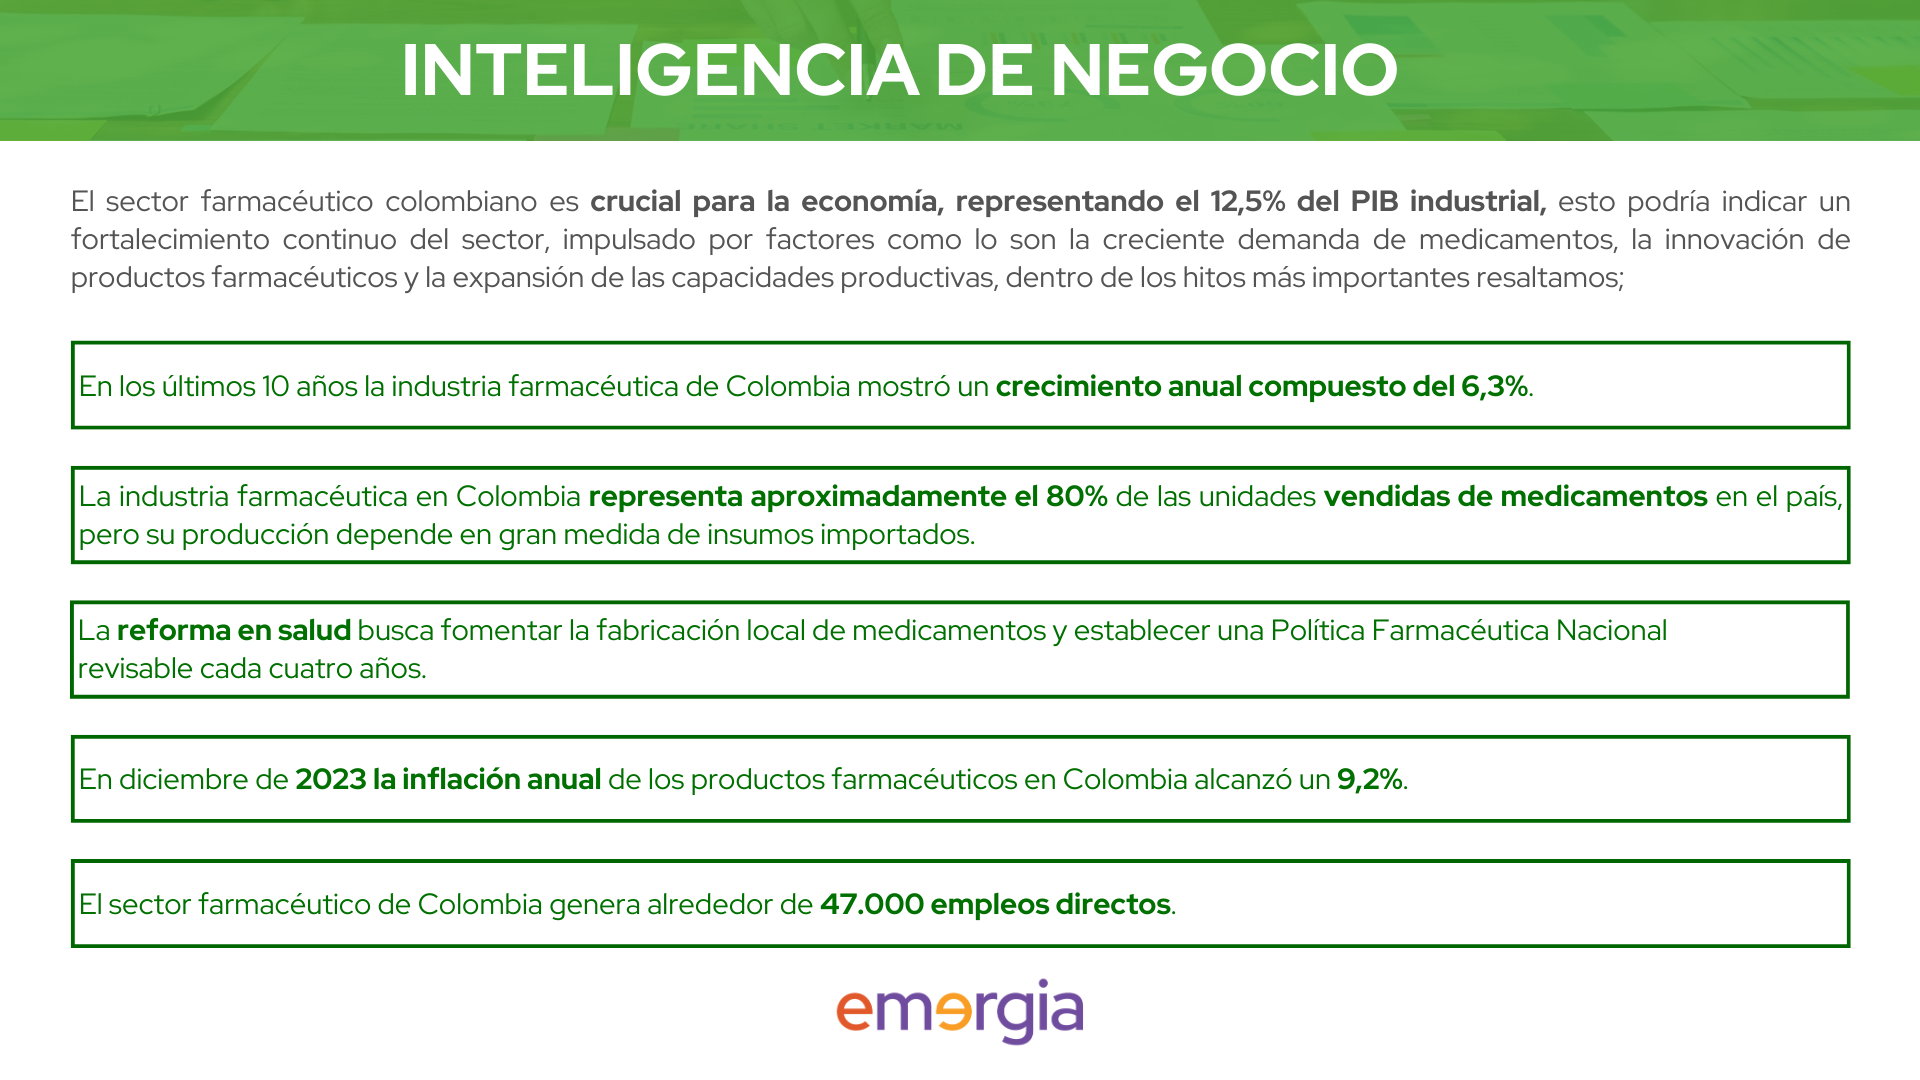 INTELIGENCIA DE NEGOCIO
El sector farmacéutico colombiano es crucial para la economía, representando el 12,5% del PIB industrial, esto podría indicar un
fortalecimiento continuo del sector, impulsado por factores como lo son la creciente demanda de medicamentos, la innovación de
productos farmacéuticos y la expansión de las capacidades productivas, dentro de los hitos más importantes resaltamos;
En los últimos 10 años la industria farmacéutica de Colombia mostró un crecimiento anual compuesto del 6,3%.
La industria farmacéutica en Colombia representa aproximadamente el 80% de las unidades vendidas de medicamentos en el país,
pero su producción depende en gran medida de insumos importados.
La reforma en salud busca fomentar la fabricación local de medicamentos y establecer una Política Farmacéutica Nacional
revisable cada cuatro años.
En diciembre de 2023 la inflación anual de los productos farmacéuticos en Colombia alcanzó un 9,2%.
El sector farmacéutico de Colombia genera alrededor de 47.000 empleos directos.
emergia